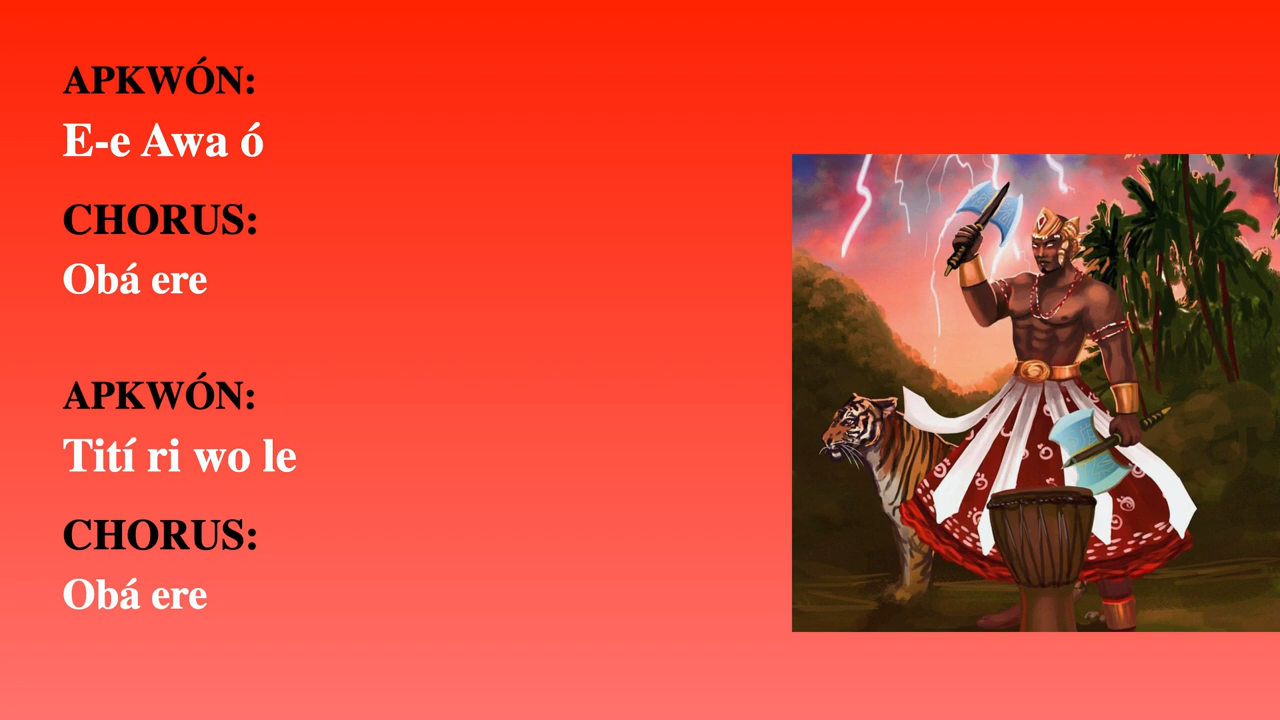 APKWÓN:
E-e Awa ó
CHORUS:
Obá ere
APKWÓN:
Tití ri wo le
CHORUS:
Obá ere